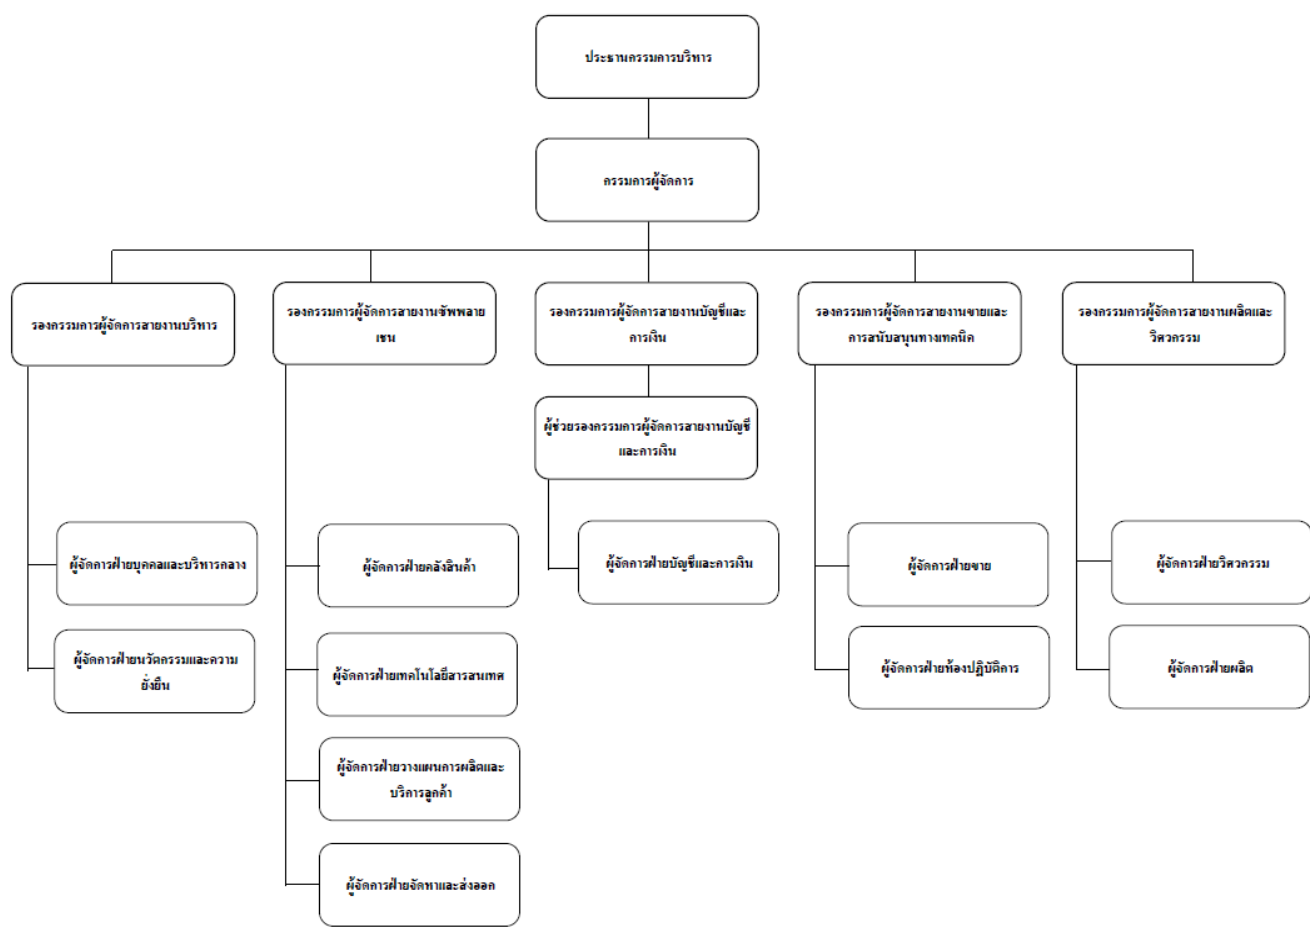 ประธานกรรมการบริหาร
กรรมการผู้จัดการ
รองกรรมการผู้จัดการสายงานบริหาร
รองกรรมการผู้จัดการสายงานซัพพลาย
เชน
รองกรรมการผู้จัดการสายงานบัญชีและ
การเงิน
รองกรรมการผู้จัดการสายงานขายและ
การสนับสนุนทางเทคนิค
รองกรรมการผู้จัดการสายงานผลิตและ
วิศวกรรม
ผู้ช่วยรองกรรมการผู้จัดการสายงานบัญชี
และการเงิน
ผู้จัดการฝ่ายบุคคลและบริหารกลาง
ผู้จัดการฝ่ายคลังสินค้า
ผู้จัดการฝ่ายบัญชีและการเงิน
ผู้จัดการฝ่ายขาย
ผู้จัดการฝ่ายวิศวกรรม
ผู้จัดการฝ่ายนวัตกรรมและความ
ยั่งยืน
ผู้จัดการฝ่ายเทคโนโลยีสารสนเทศ
ผู้จัดการฝ่ายห้องปฏิบัติการ
ผู้จัดการฝ่ายผลิต
ผู้จัดการฝ่ายวางแผนการผลิตและ
บริการลูกค้า
ผู้จัดการฝ่ายจัดหาและส่งออก